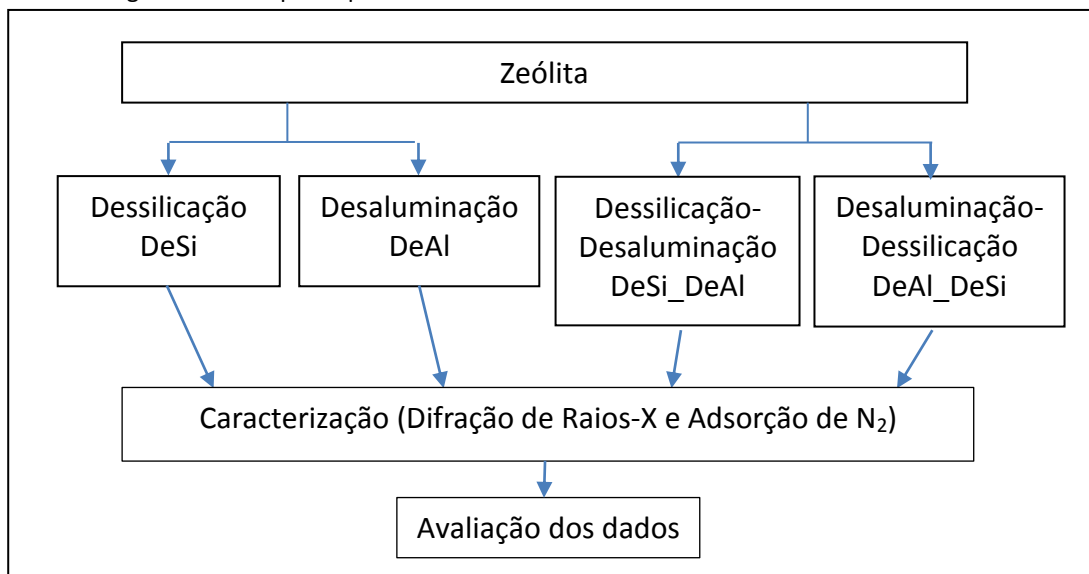 Zeólita
Dessilicação
DeSi
Desaluminação
DeAl
Dessilicação-
Desaluminação
DeSi_DeAl
Desaluminação-
Dessilicação
DeAl_DeSi
Caracterização (Difração de Raios-X e Adsorção de N₂)
Avaliação dos dados